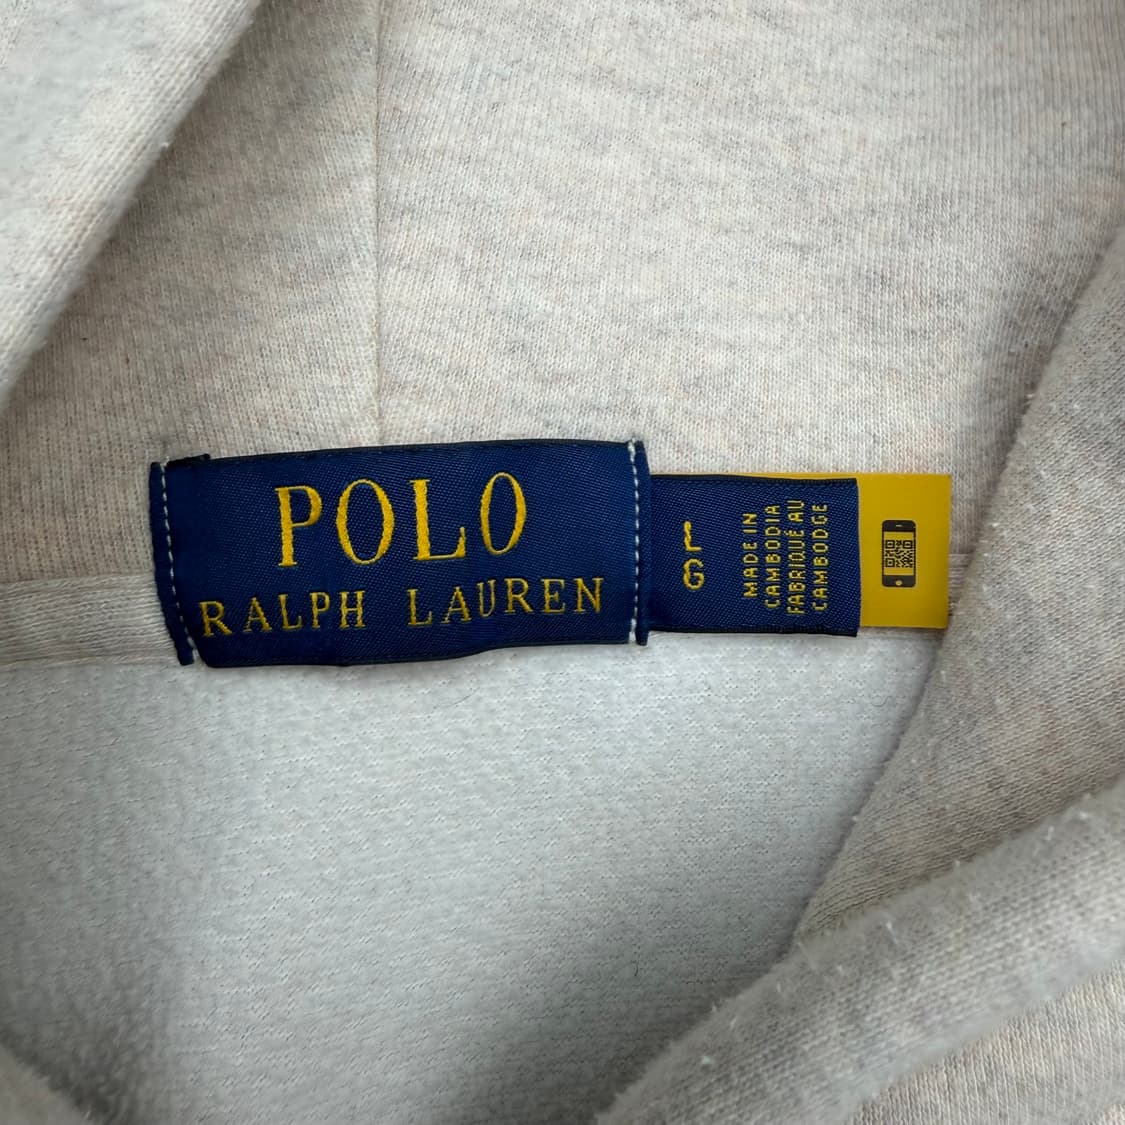 POLO
RALPH LAUREN
L
G
MADE IN
CAMBODIA
FABRIQUÉ AU
CAMBODGE